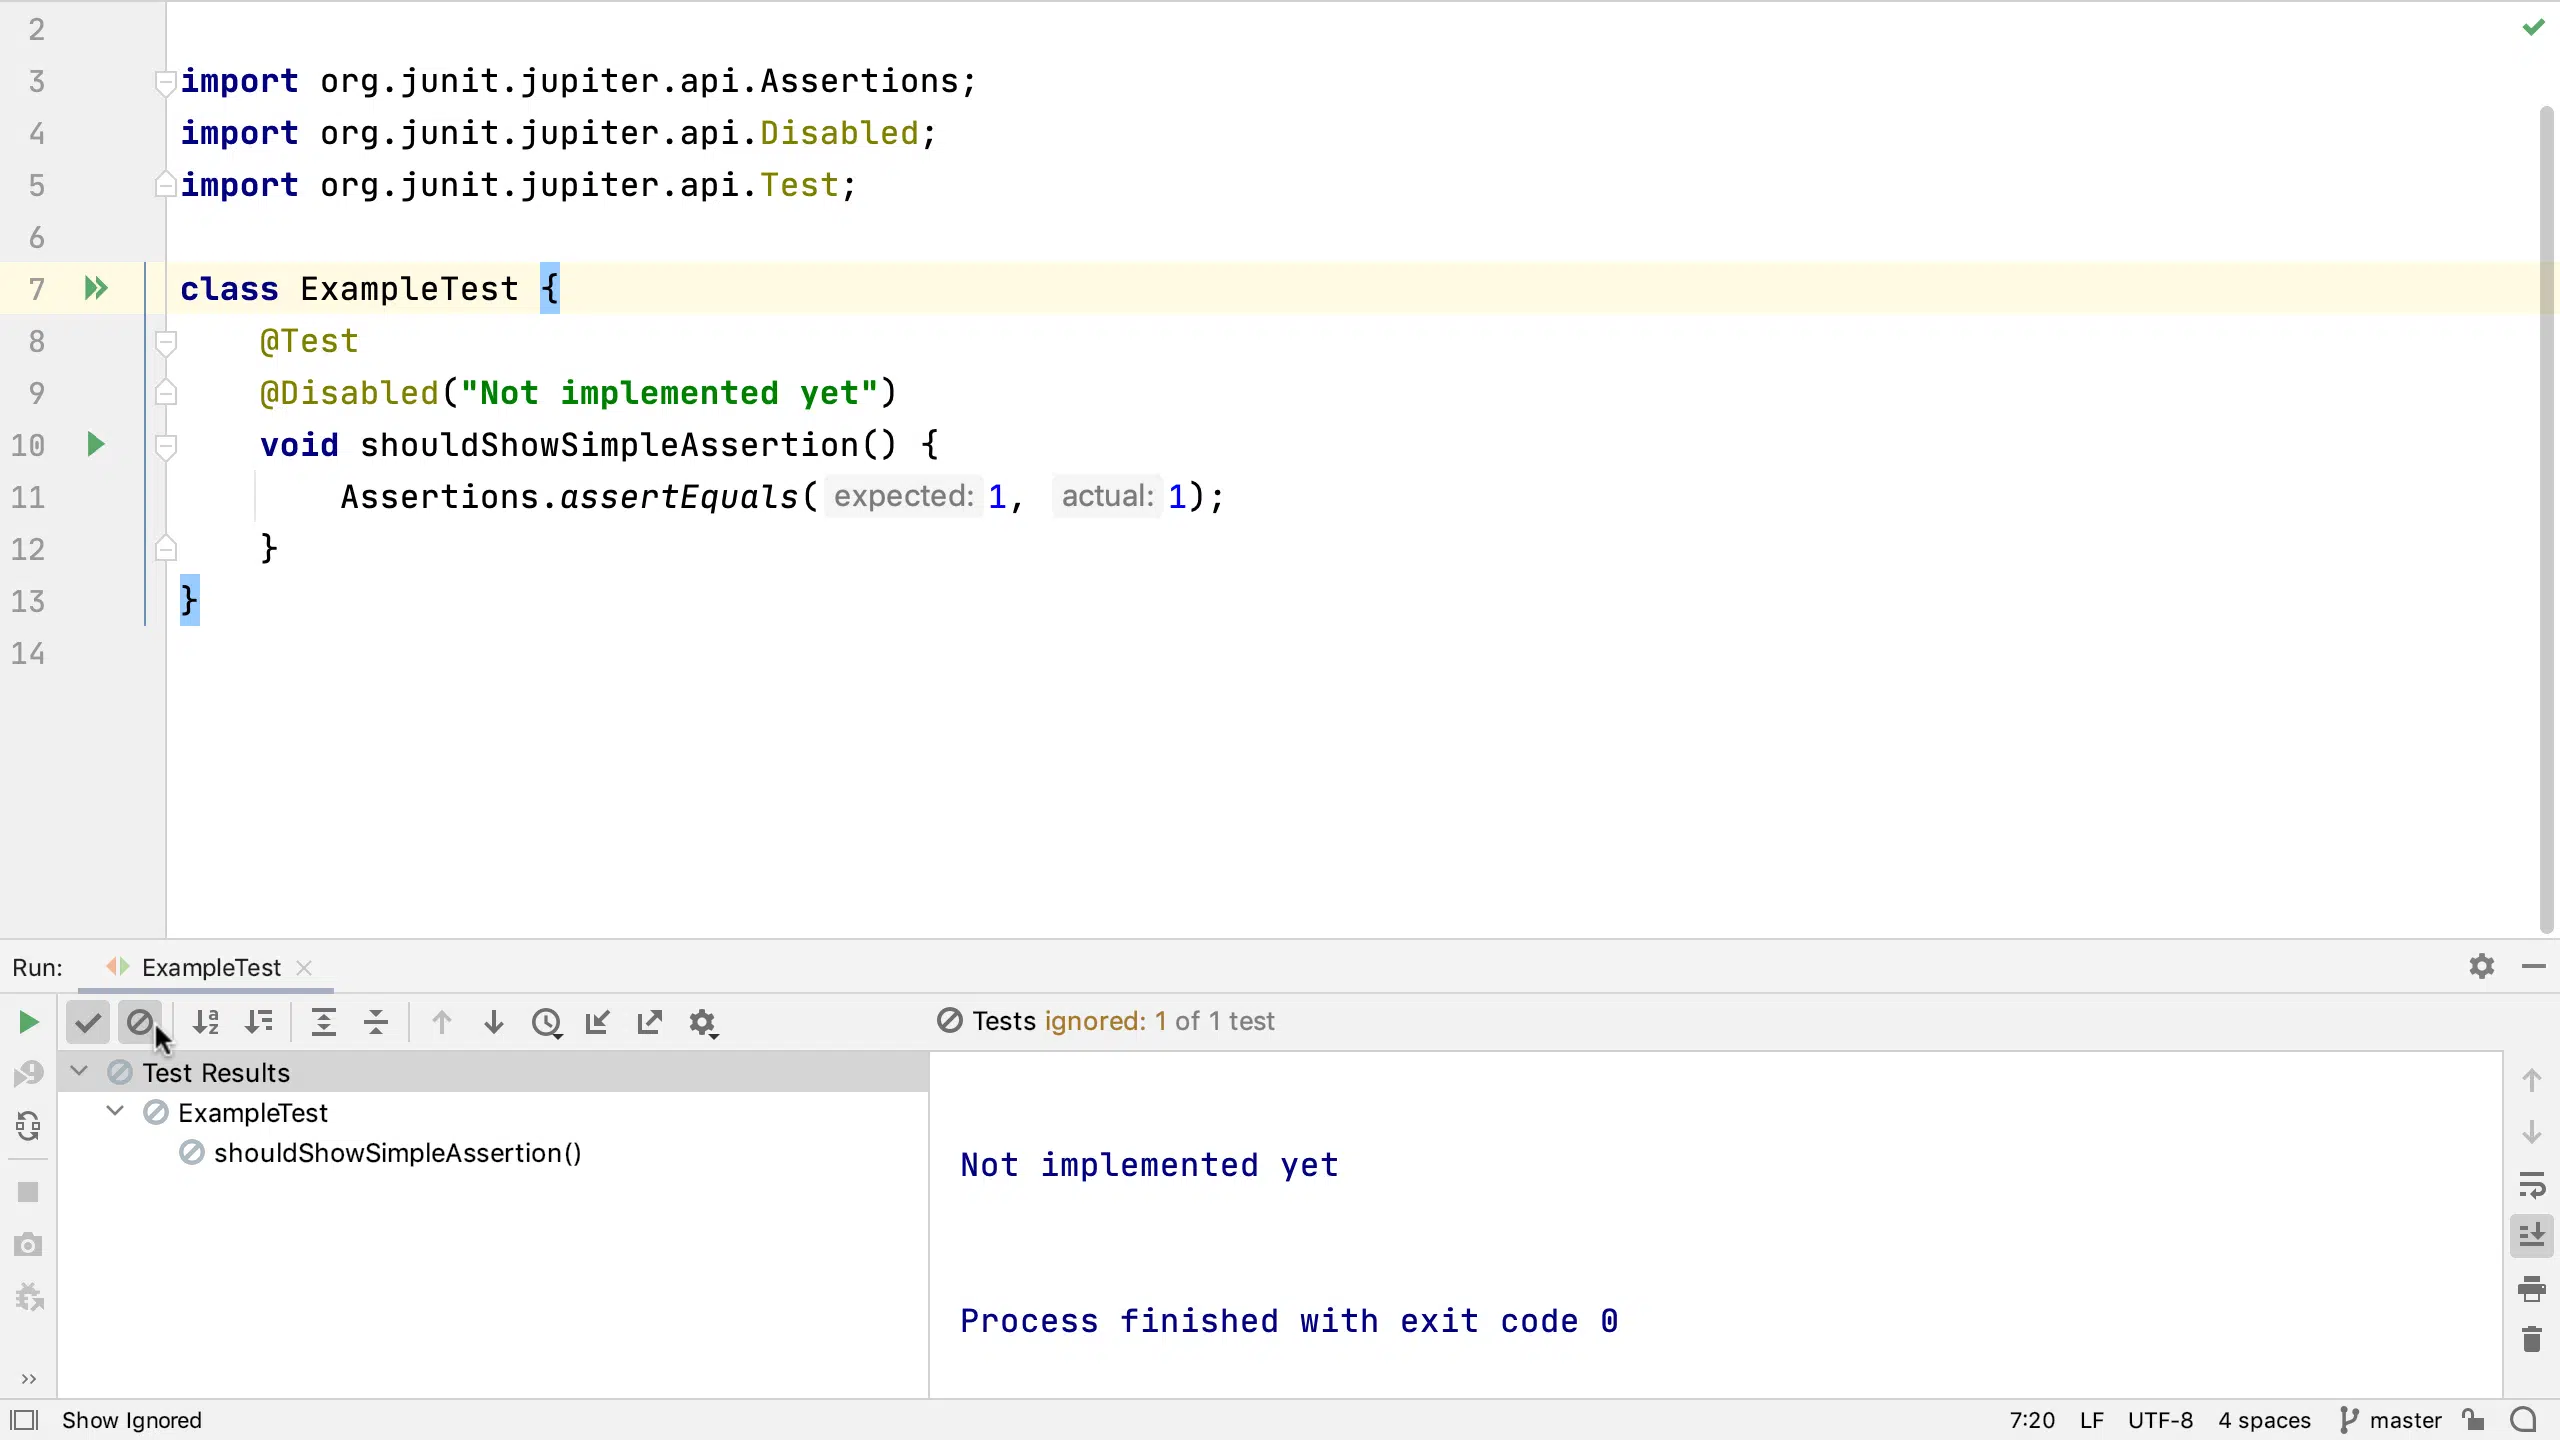 2
3 import org.junit.jupiter.api.Assertions;
4 import org.junit.jupiter.api.Disabled;
5 import org.junit.jupiter.api.Test;
6
7 class ExampleTest {
8 @Test
9 @Disabled("Not implemented yet")
10 void shouldShowSimpleAssertion() {
11 Assertions.assertEquals( expected: 1, actual: 1);
12 }
13 }
14
Run: ExampleTest
Tests ignored: 1 of 1 test
Test Results
ExampleTest
shouldShowSimpleAssertion()
Not implemented yet
Process finished with exit code 0
Show Ignored 7:20 LF UTF-8 4 spaces master